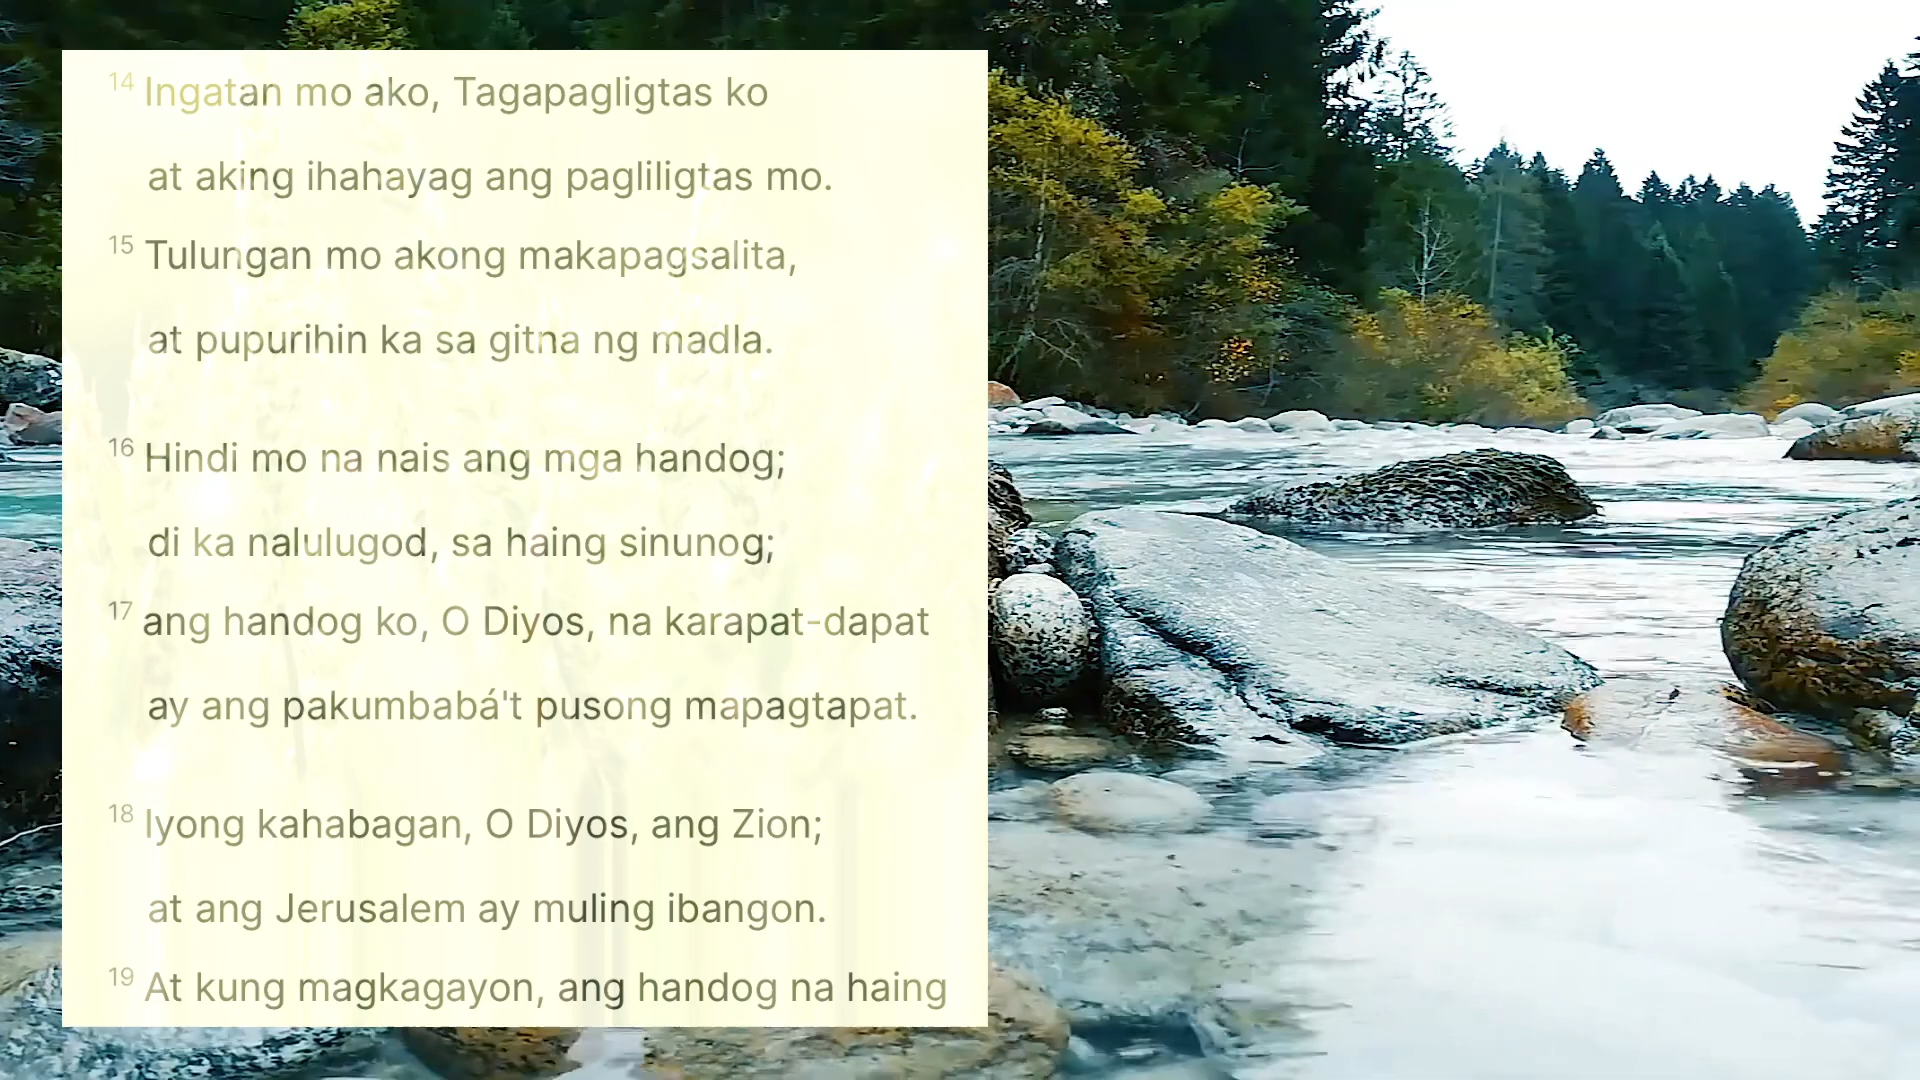 14 Ingatan mo ako, Tagapagligtas ko
at aking ihahayag ang pagliligtas mo.
15 Tulungan mo akong makapagsalita,
at pupurihin ka sa gitna ng madla.
16 Hindi mo na nais ang mga handog;
di ka nalulugod, sa haing sinunog;
17 ang handog ko, O Diyos, na karapat-dapat
ay ang pakumbabá't pusong mapagtapat.
18 Iyong kahabagan, O Diyos, ang Zion;
at ang Jerusalem ay muling ibangon.
19 At kung magkagayon, ang handog na haing